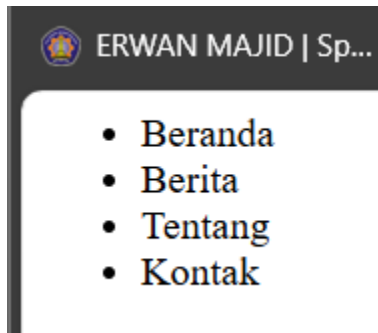 ERWAN MAJID | Sp...
• Beranda
• Berita
• Tentang
• Kontak